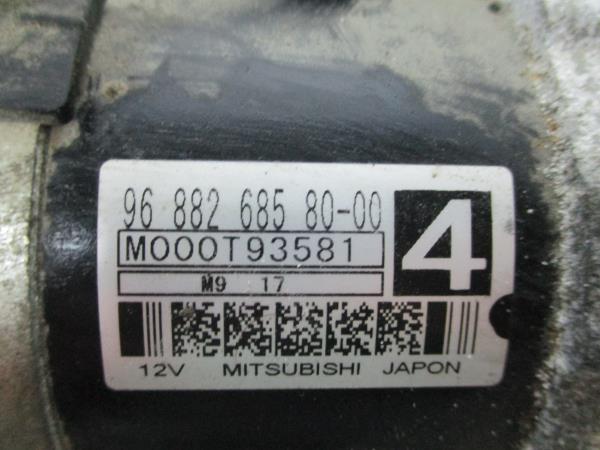 96 882 685 80-00
M000T93581
4
M9 17
12V MITSUBISHI JAPON